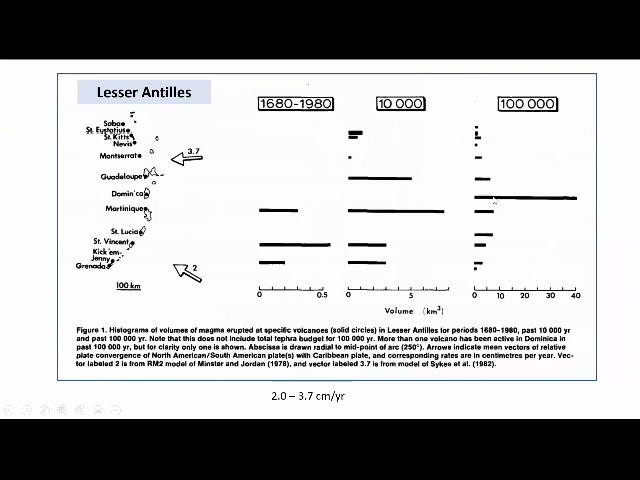 Lesser Antilles
1680-1980
10 000
100 000
Saba
St. Eustatius
St. Kitts
Nevis
Montserrat
3.7
Guadeloupe
Domin'ca
Martinique
St. Lucia
St. Vincent
Kick'em-
Jenny
Grenada
2
100 km
0 0.5
0 5
0 10 20 30 40
Volume (km3)
Figure 1. Histograms of volumes of magma erupted at specific volcanoes (solid circles) in Lesser Antilles for periods 1680-1980, past 10 000 yr
and past 100 000 yr. Note that this does not include total tephra budget for 100 000 yr. More than one volcano has been active in Dominica in
past 100 000 yr, but for clarity only one is shown. Abscissa is drawn radial to mid-point of arc (250°). Arrows indicate mean vectors of relative
plate convergence of North American/South American plate(s) with Caribbean plate, and corresponding rates are in centimetres per year. Vec-
tor labeled 2 is from RM2 model of Minster and Jordan (1978), and vector labeled 3.7 is from model of Sykes et al. (1982).
2.0 – 3.7 cm/yr